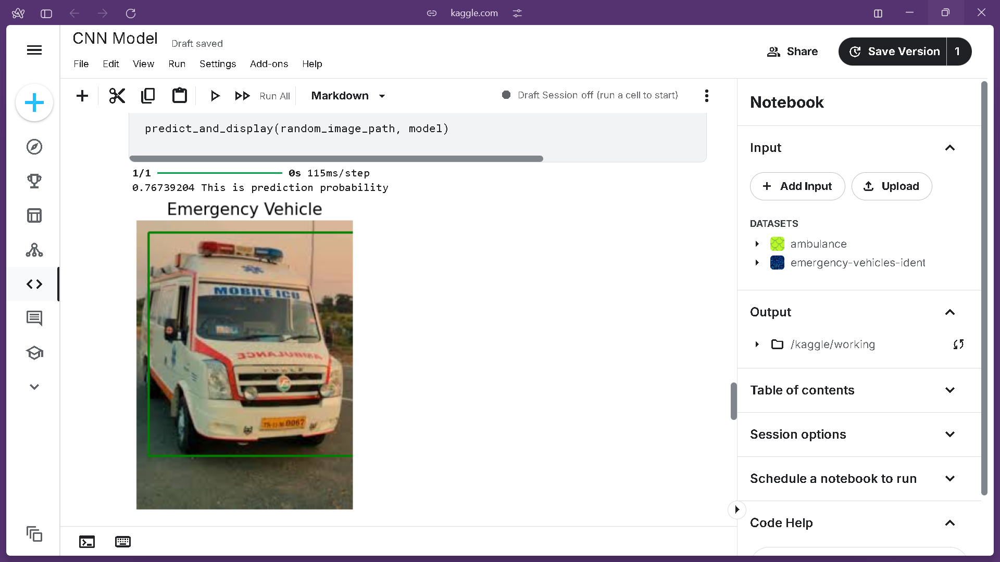 kaggle.com
CNN Model
Draft saved
File Edit View Run Settings Add-ons Help
Share
Save Version 1
Run All
Markdown
Draft Session off (run a cell to start)
predict_and_display(random_image_path, model)
1/1 0s 115ms/step
0.76739204 This is prediction probability
Emergency Vehicle
MOBILE ICU
AMBULANCE
Notebook
Input
+ Add Input
Upload
DATASETS
ambulance
emergency-vehicles-ident
Output
/kaggle/working
Table of contents
Session options
Schedule a notebook to run
Code Help